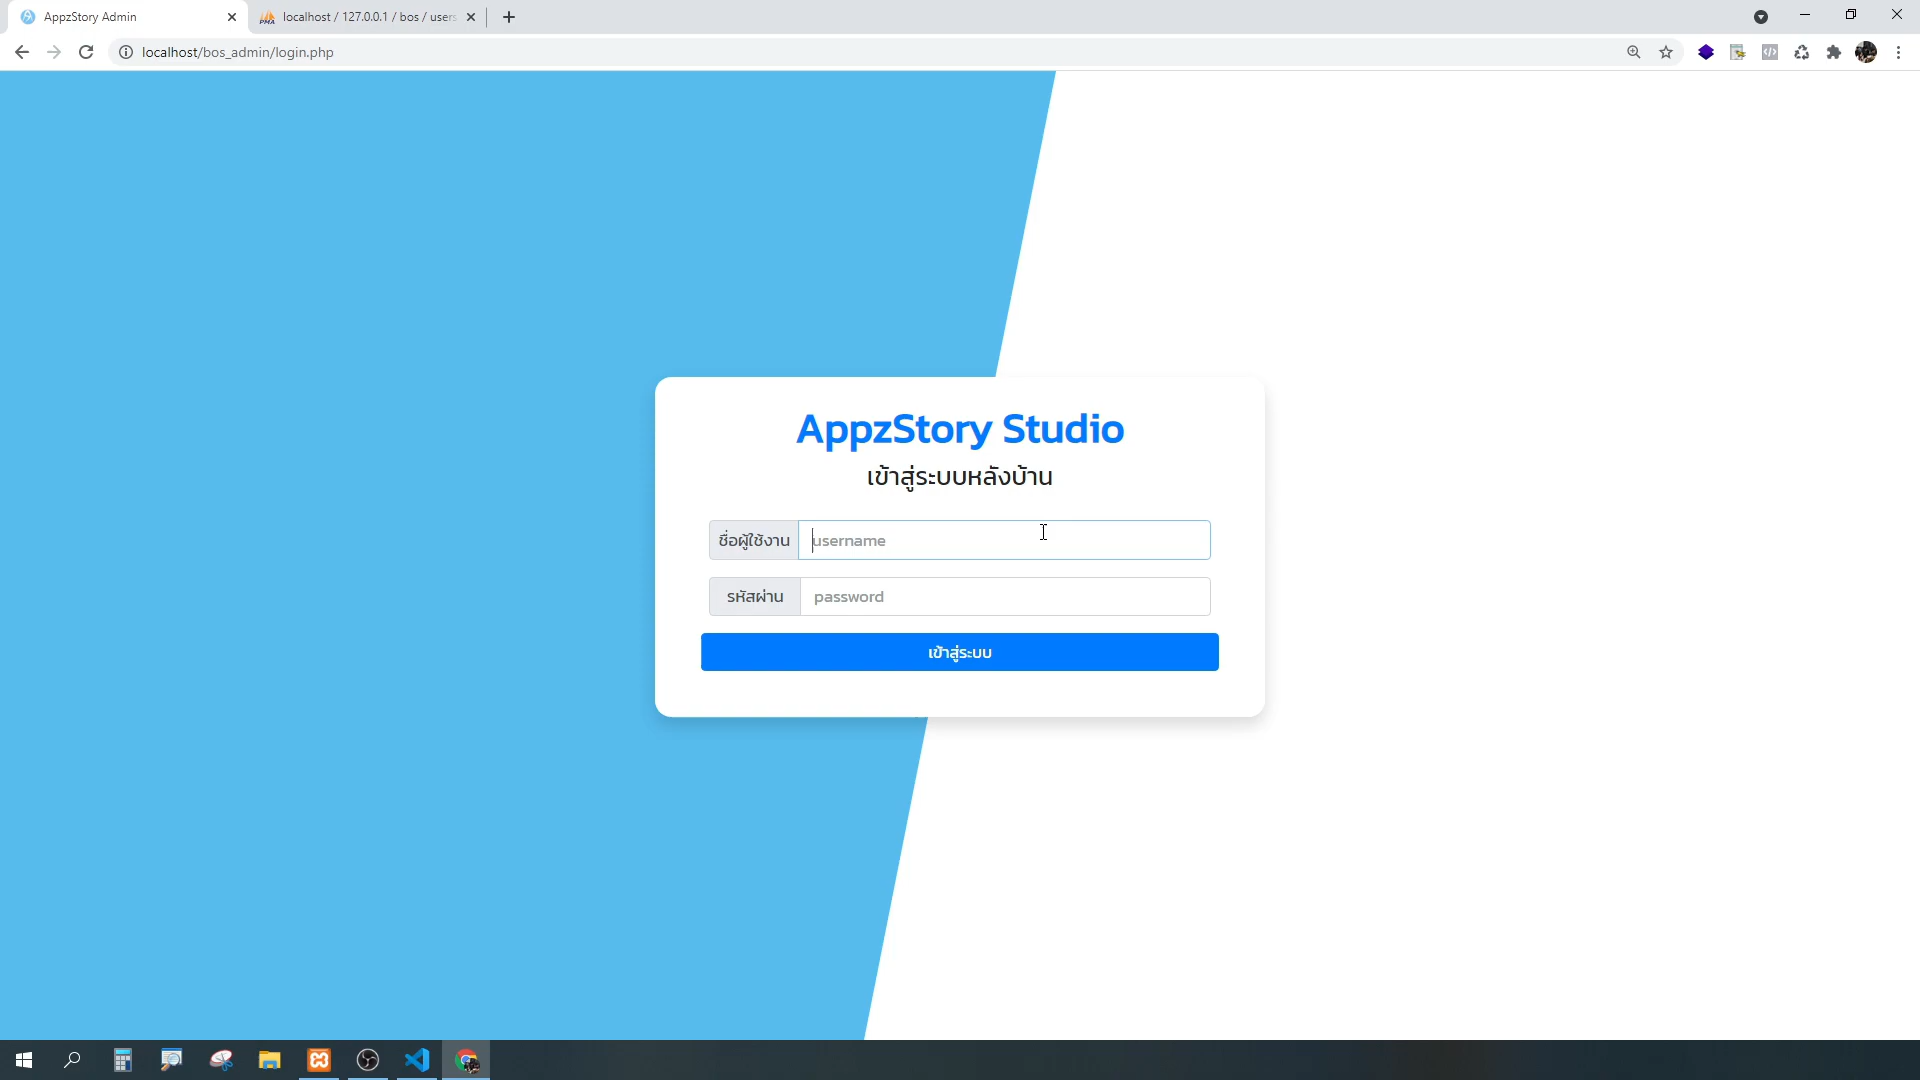 AppzStory Admin
localhost / 127.0.0.1 / bos / users
localhost/bos_admin/login.php
AppzStory Studio
เข้าสู่ระบบหลังบ้าน
ชื่อผู้ใช้งาน username
รหัสผ่าน password
เข้าสู่ระบบ